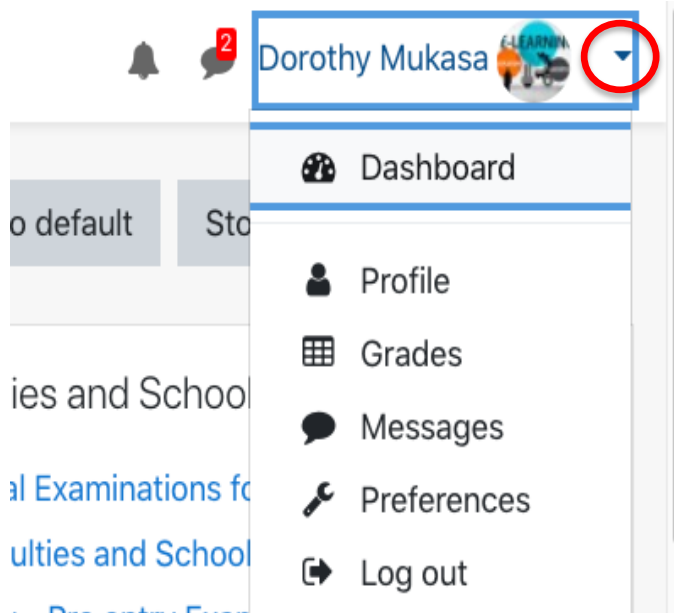 2
Dorothy Mukasa
E-LEARNIN
Dashboard
o default
Sto
Profile
Grades
ies and School
Messages
al Examinations fo
Preferences
ulties and School
Log out